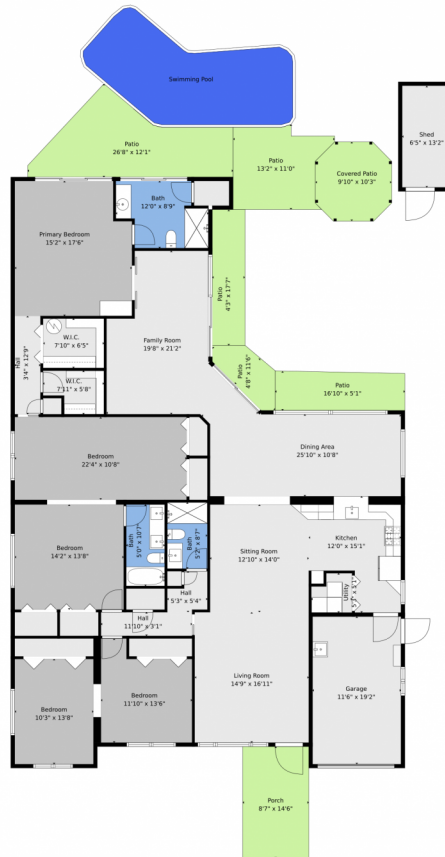 Swimming Pool
Shed
6'5" x 13'2"
Patio
26'8" x 12'1"
Patio
13'2" x 11'0"
Covered Patio
9'10" x 10'3"
Bath
12'0" x 8'9"
Primary Bedroom
15'2" x 17'6"
Patio
4'3" x 17'7"
Family Room
19'8" x 21'2"
W.I.C.
7'10" x 6'5"
Hall
3'4" x 12'9"
W.I.C.
7'11" x 5'8"
Patio
4'8" x 11'6"
Patio
16'10" x 5'1"
Bedroom
22'4" x 10'8"
Dining Area
25'10" x 10'8"
Bath
5'0" x 10'7"
Bath
5'2" x 8'7"
Kitchen
12'0" x 15'1"
Bedroom
14'2" x 13'8"
Sitting Room
12'10" x 14'0"
Utility
5'1" x 5'1"
Hall
5'3" x 5'4"
Hall
11'10" x 3'1"
Living Room
14'9" x 16'11"
Garage
11'6" x 19'2"
Bedroom
10'3" x 13'8"
Bedroom
11'10" x 13'6"
Porch
8'7" x 14'6"